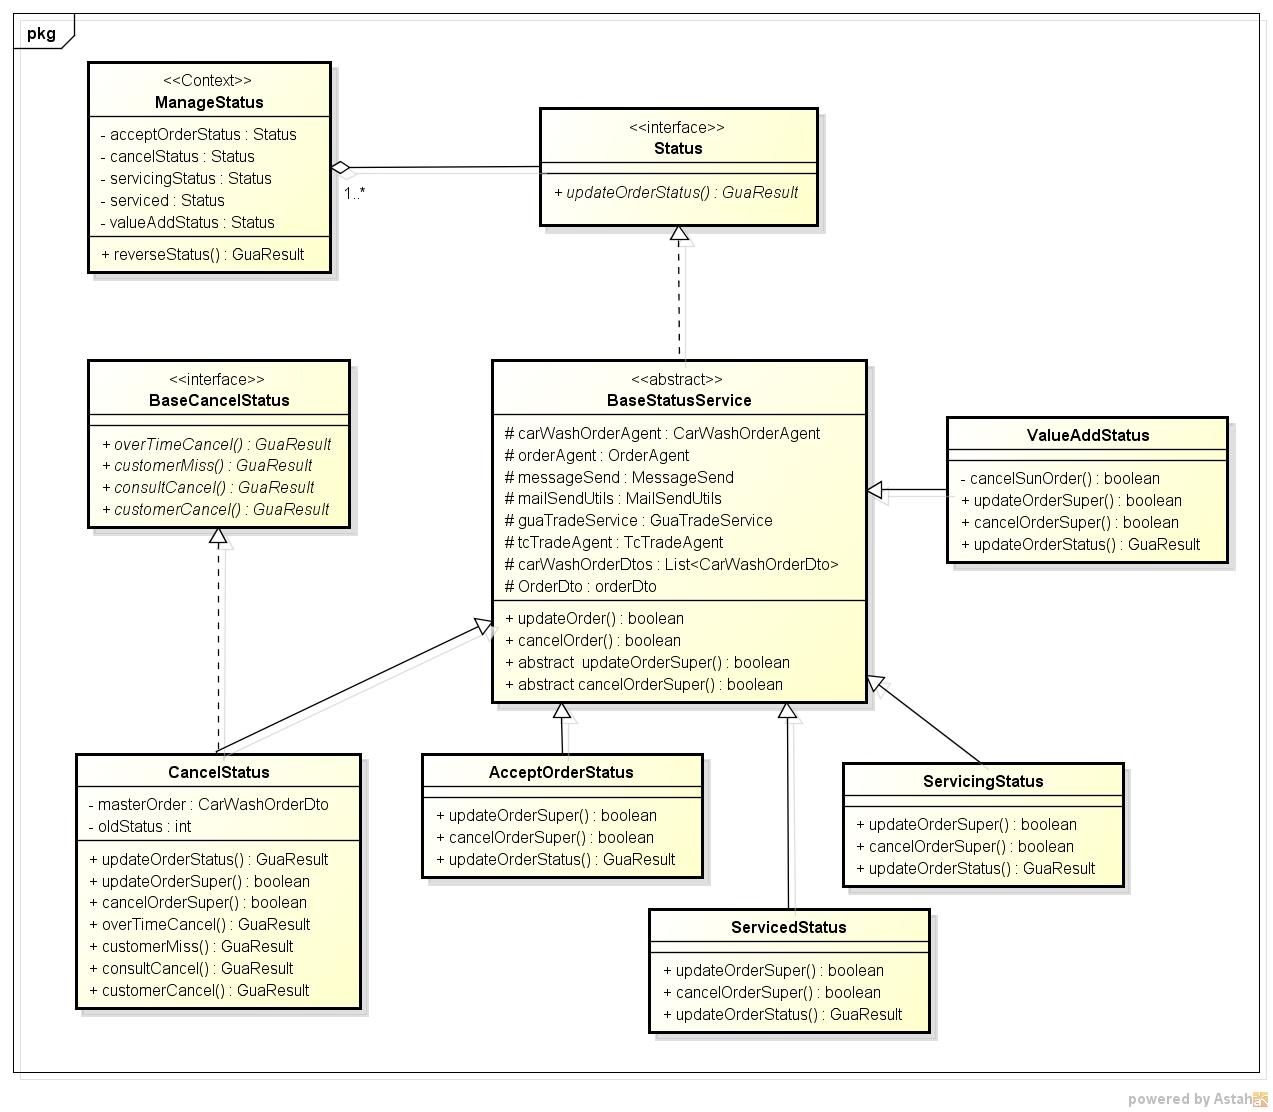 pkg
<<Context>>
ManageStatus
- acceptOrderStatus : Status
- cancelStatus : Status
- servicingStatus : Status
- serviced : Status
- valueAddStatus : Status
+ reverseStatus() : GuaResult
1..*
<<interface>>
Status
+ updateOrderStatus() : GuaResult
<<interface>>
BaseCancelStatus
+ overTimeCancel() : GuaResult
+ customerMiss() : GuaResult
+ consultCancel() : GuaResult
+ customerCancel() : GuaResult
<<abstract>>
BaseStatusService
# carWashOrderAgent : CarWashOrderAgent
# orderAgent : OrderAgent
# messageSend : MessageSend
# mailSendUtils : MailSendUtils
# guaTradeService : GuaTradeService
# tcTradeAgent : TcTradeAgent
# carWashOrderDtos : List<CarWashOrderDto>
# OrderDto : orderDto
+ updateOrder() : boolean
+ cancelOrder() : boolean
+ abstract updateOrderSuper() : boolean
+ abstract cancelOrderSuper() : boolean
ValueAddStatus
- cancelSunOrder() : boolean
+ updateOrderSuper() : boolean
+ cancelOrderSuper() : boolean
+ updateOrderStatus() : GuaResult
CancelStatus
- masterOrder : CarWashOrderDto
- oldStatus : int
+ updateOrderStatus() : GuaResult
+ updateOrderSuper() : boolean
+ cancelOrderSuper() : boolean
+ overTimeCancel() : GuaResult
+ customerMiss() : GuaResult
+ consultCancel() : GuaResult
+ customerCancel() : GuaResult
AcceptOrderStatus
+ updateOrderSuper() : boolean
+ cancelOrderSuper() : boolean
+ updateOrderStatus() : GuaResult
ServicingStatus
+ updateOrderSuper() : boolean
+ cancelOrderSuper() : boolean
+ updateOrderStatus() : GuaResult
ServicedStatus
+ updateOrderSuper() : boolean
+ cancelOrderSuper() : boolean
+ updateOrderStatus() : GuaResult
powered by Astah